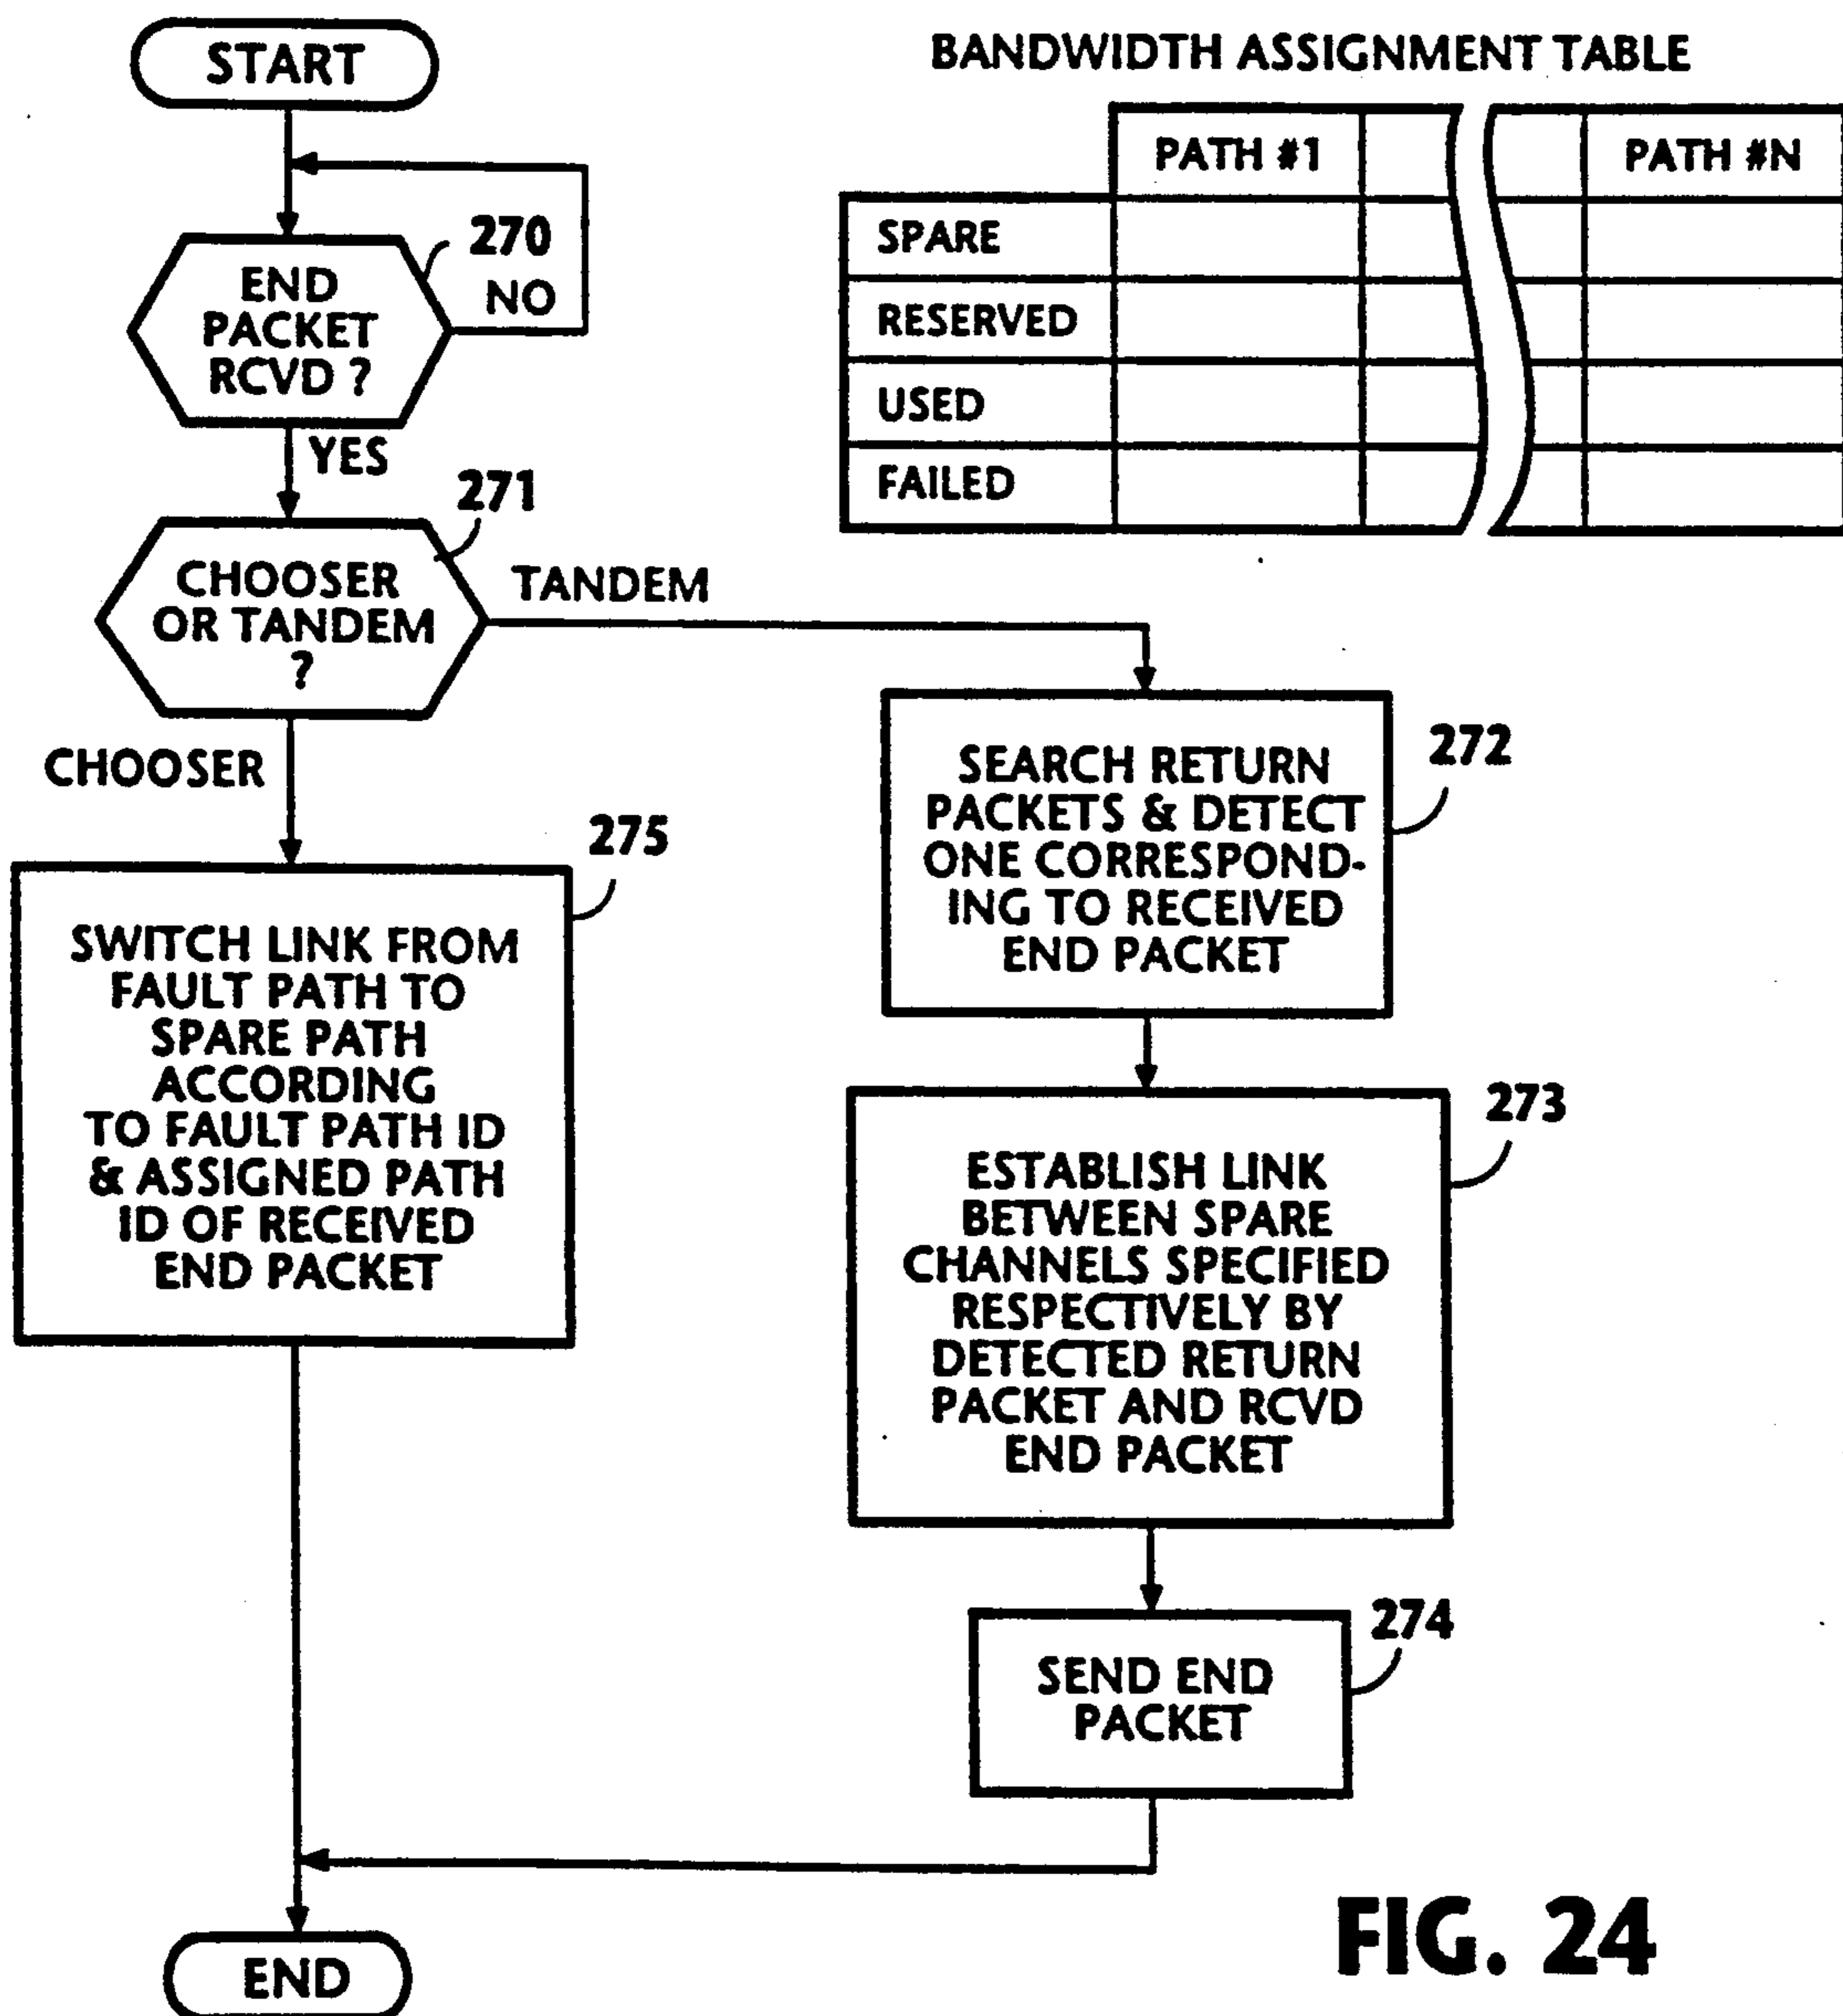 START
270
NO
END
PACKET
RCVD ?
YES
271
CHOOSER
OR TANDEM
?
TANDEM
CHOOSER
275
SWITCH LINK FROM
FAULT PATH TO
SPARE PATH
ACCORDING
TO FAULT PATH ID
& ASSIGNED PATH
ID OF RECEIVED
END PACKET
BANDWIDTH ASSIGNMENT TABLE
PATH #1
PATH #N
SPARE
RESERVED
USED
FAILED
272
SEARCH RETURN
PACKETS & DETECT
ONE CORRESPOND-
ING TO RECEIVED
END PACKET
273
ESTABLISH LINK
BETWEEN SPARE
CHANNELS SPECIFIED
RESPECTIVELY BY
DETECTED RETURN
PACKET AND RCVD
END PACKET
274
SEND END
PACKET
END
FIG. 24